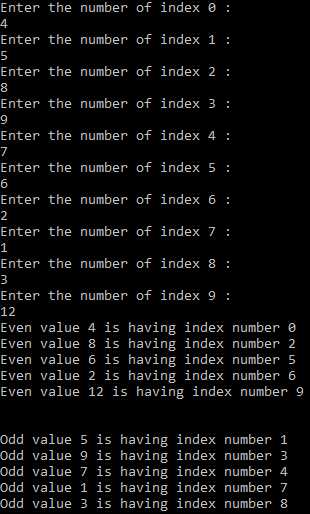 Enter the number of index 0 :
4
Enter the number of index 1 :
5
Enter the number of index 2 :
8
Enter the number of index 3 :
9
Enter the number of index 4 :
7
Enter the number of index 5 :
6
Enter the number of index 6 :
2
Enter the number of index 7 :
1
Enter the number of index 8 :
3
Enter the number of index 9 :
12
Even value 4 is having index number 0
Even value 8 is having index number 2
Even value 6 is having index number 5
Even value 2 is having index number 6
Even value 12 is having index number 9
Odd value 5 is having index number 1
Odd value 9 is having index number 3
Odd value 7 is having index number 4
Odd value 1 is having index number 7
Odd value 3 is having index number 8